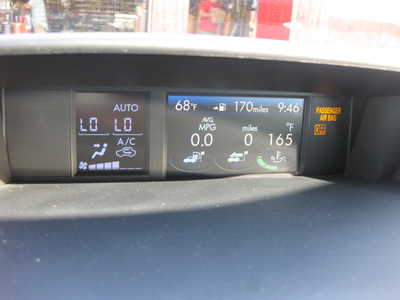 AUTO
LO LO
A/C
68°F 170miles 9:46
AVG.
MPG miles °F
0.0 0 165
PASSENGER
AIR BAG
OFF